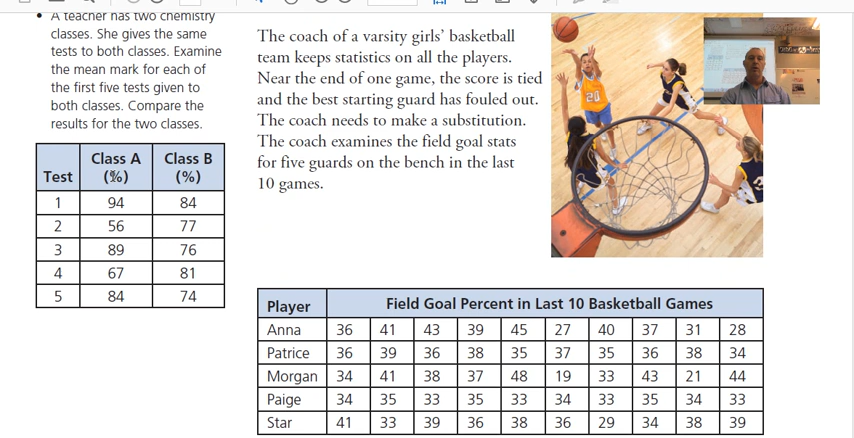 • A teacher has two chemistry
classes. She gives the same
tests to both classes. Examine
the mean mark for each of
the first five tests given to
both classes. Compare the
results for the two classes.
Test Class A (%) Class B (%)
1 94 84
2 56 77
3 89 76
4 67 81
5 84 74
The coach of a varsity girls’ basketball
team keeps statistics on all the players.
Near the end of one game, the score is tied
and the best starting guard has fouled out.
The coach needs to make a substitution.
The coach examines the field goal stats
for five guards on the bench in the last
10 games.
20
3
Player Field Goal Percent in Last 10 Basketball Games
Anna 36 41 43 39 45 27 40 37 31 28
Patrice 36 39 36 38 35 37 35 36 38 34
Morgan 34 41 38 37 48 19 33 43 21 44
Paige 34 35 33 35 33 34 33 35 34 33
Star 41 33 39 36 38 36 29 34 38 39